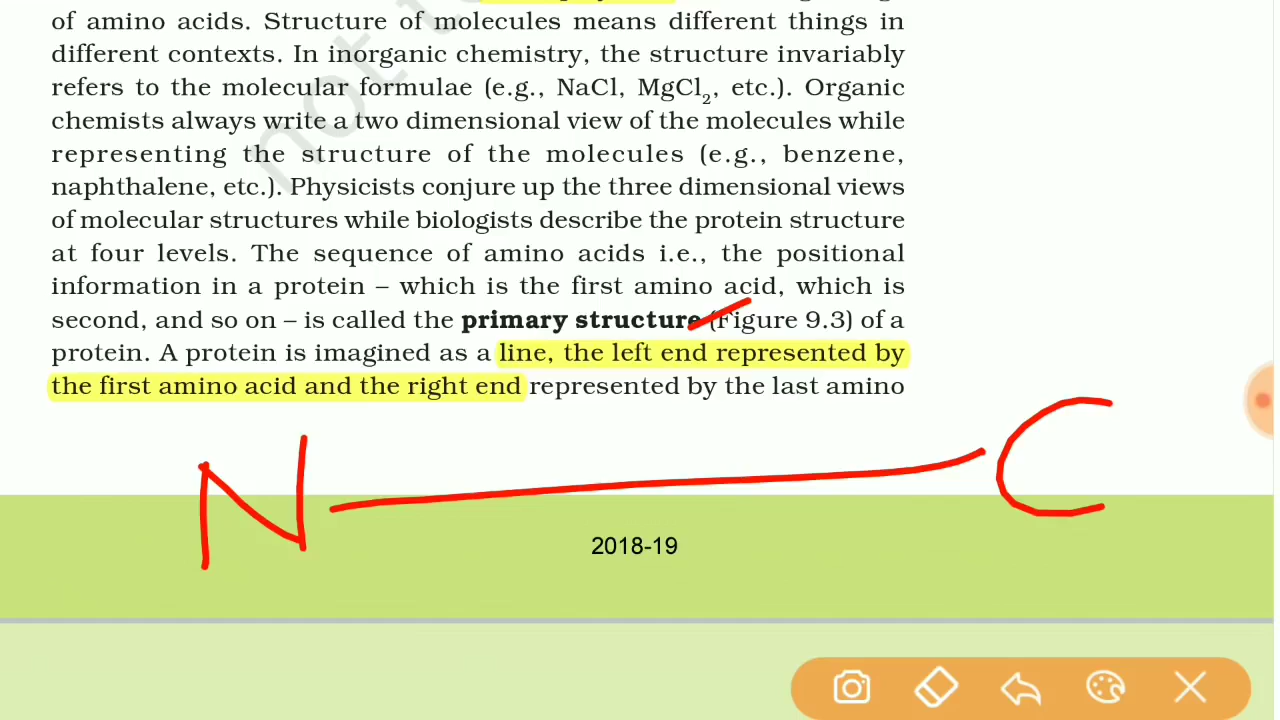 of amino acids. Structure of molecules means different things in
different contexts. In inorganic chemistry, the structure invariably
refers to the molecular formulae (e.g., NaCl, MgCl₂, etc.). Organic
chemists always write a two dimensional view of the molecules while
representing the structure of the molecules (e.g., benzene,
naphthalene, etc.). Physicists conjure up the three dimensional views
of molecular structures while biologists describe the protein structure
at four levels. The sequence of amino acids i.e., the positional
information in a protein – which is the first amino acid, which is
second, and so on – is called the primary structure (Figure 9.3) of a
protein. A protein is imagined as a line, the left end represented by
the first amino acid and the right end represented by the last amino
N C
2018-19
not